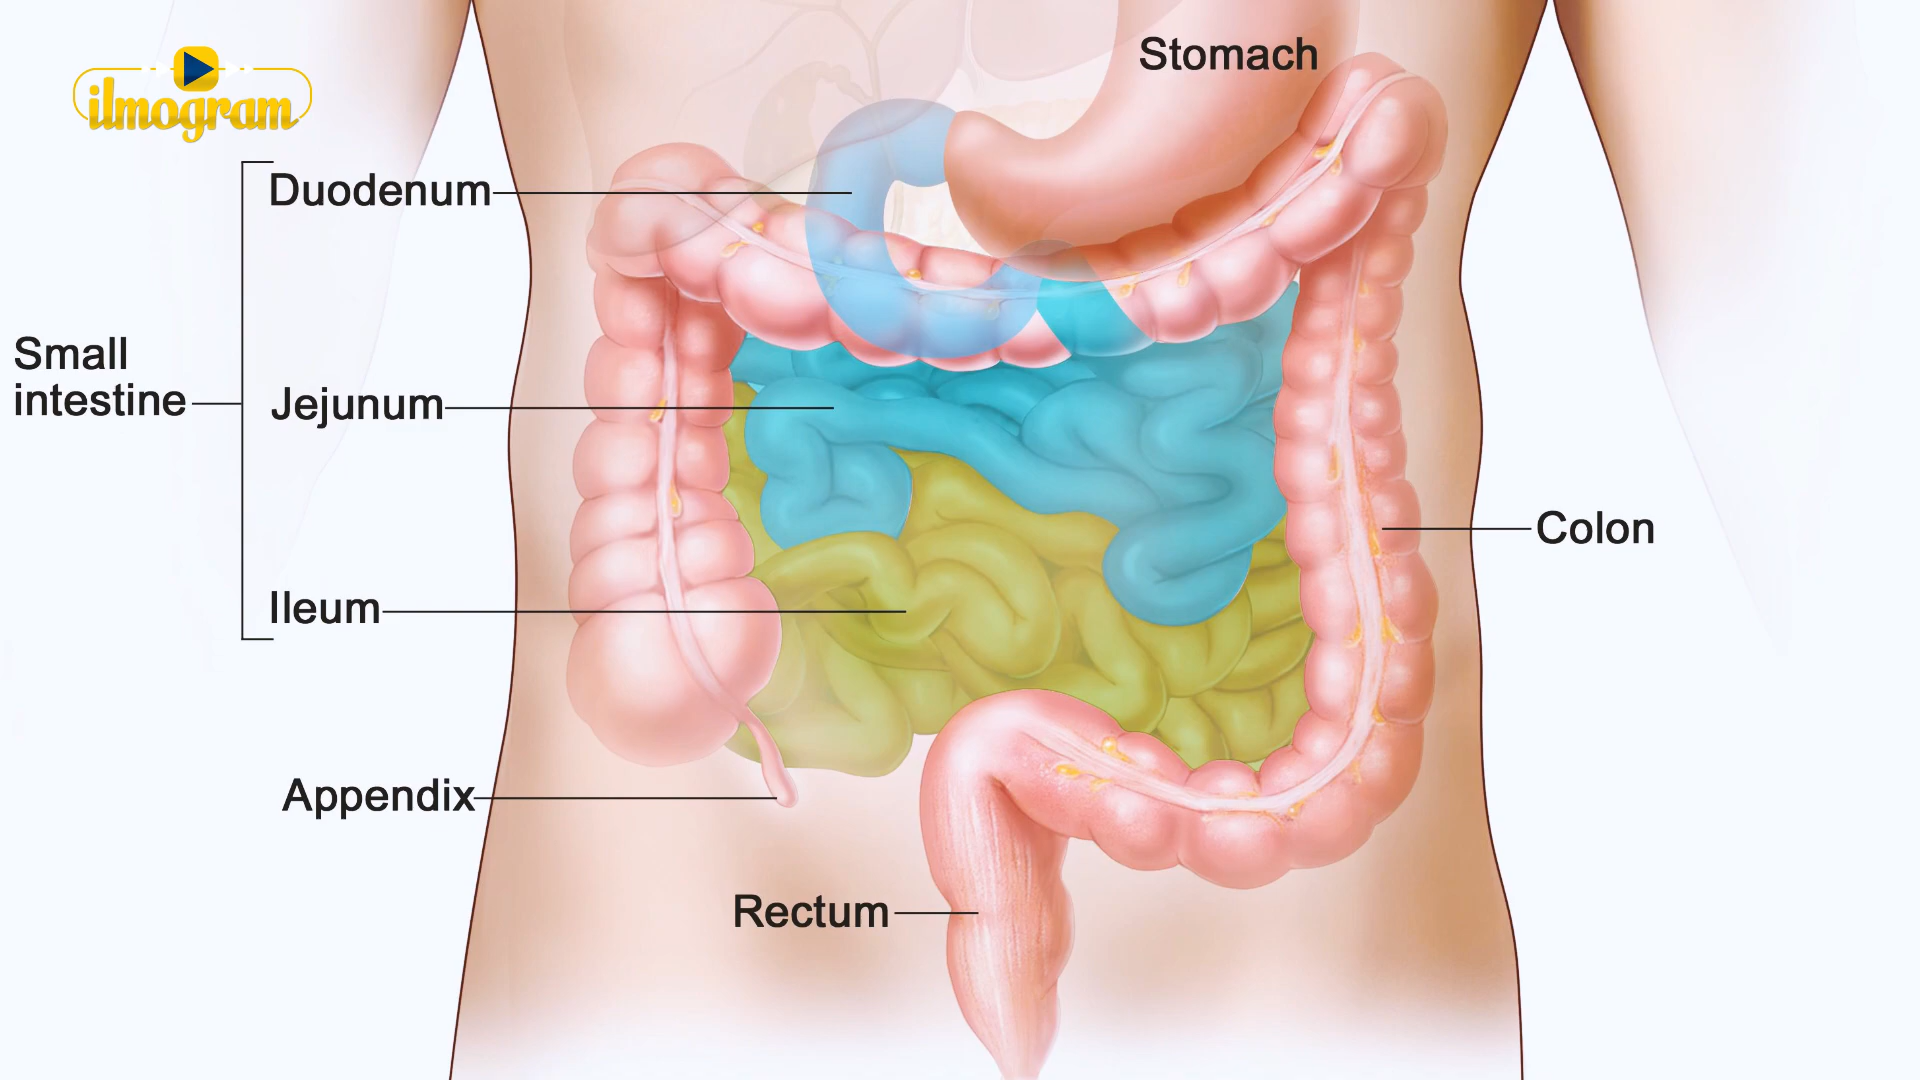 ilmogram
Stomach
Duodenum
Small
intestine
Jejunum
Colon
Ileum
Appendix
Rectum